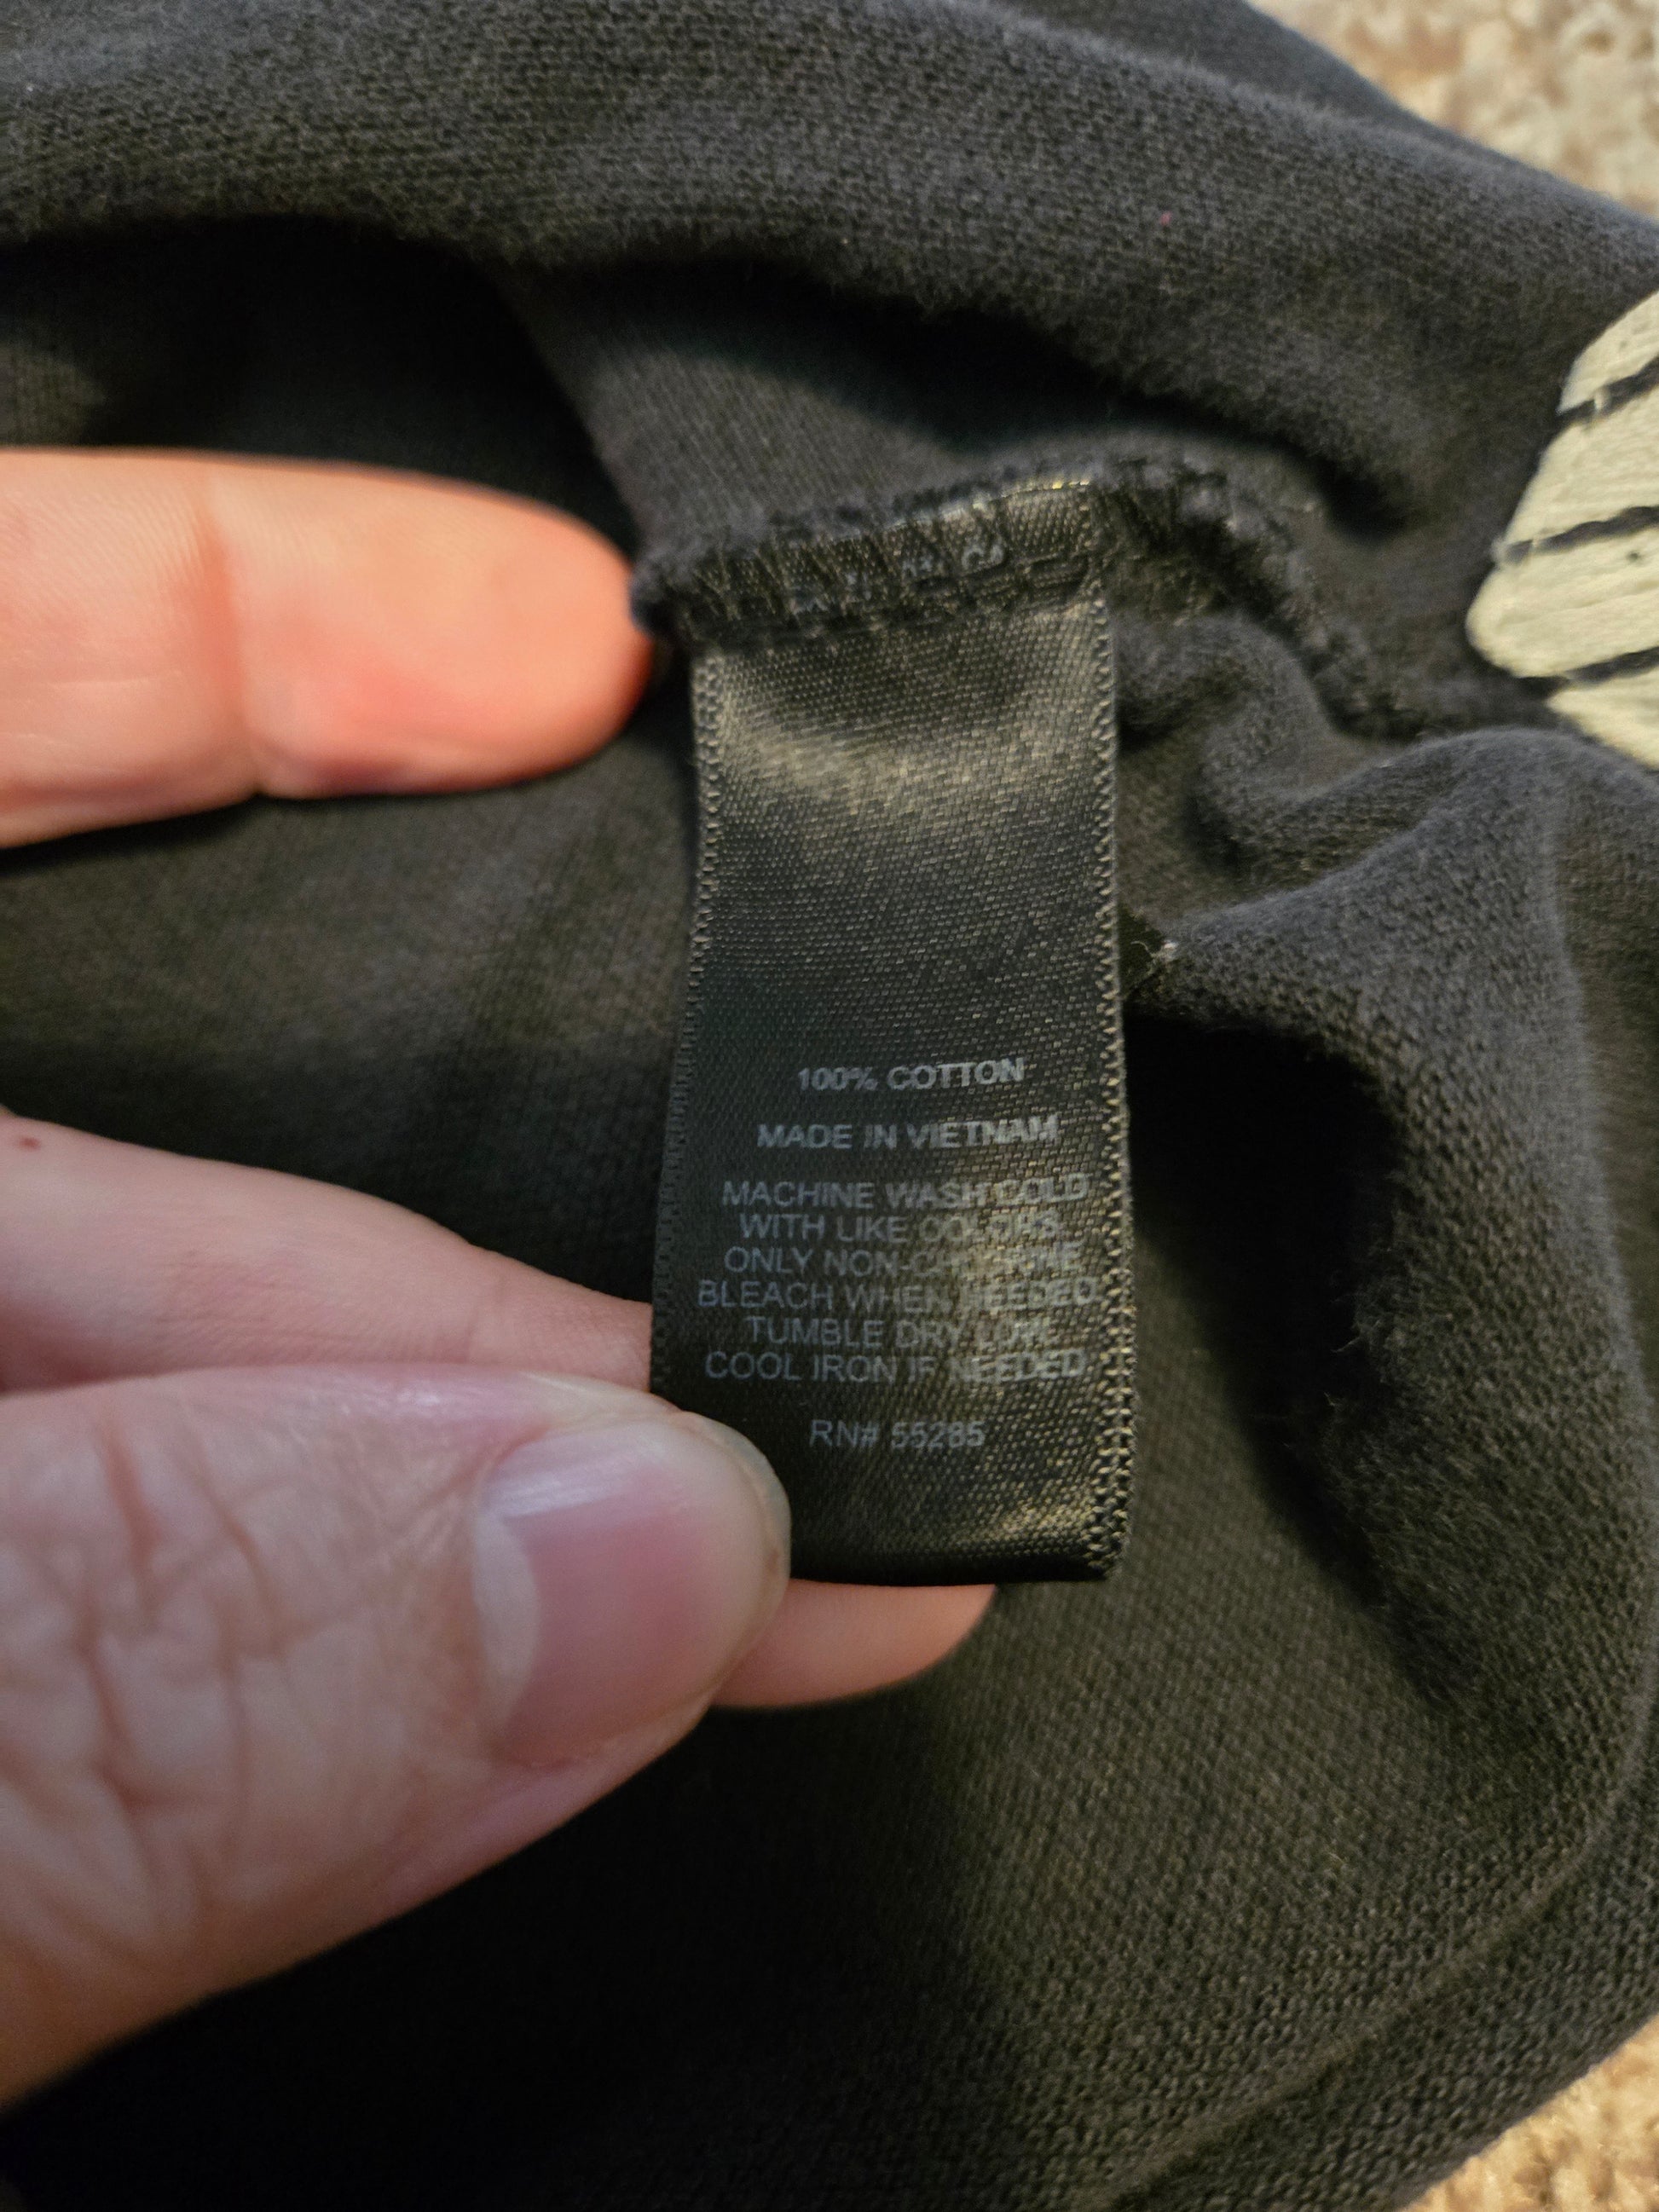 100% COTTON
MADE IN VIETNAM
MACHINE WASH COLD
WITH LIKE COLORS
ONLY NON-CHLORINE
BLEACH WHEN NEEDED
TUMBLE DRY LOW
COOL IRON IF NEEDED
RN# 55285